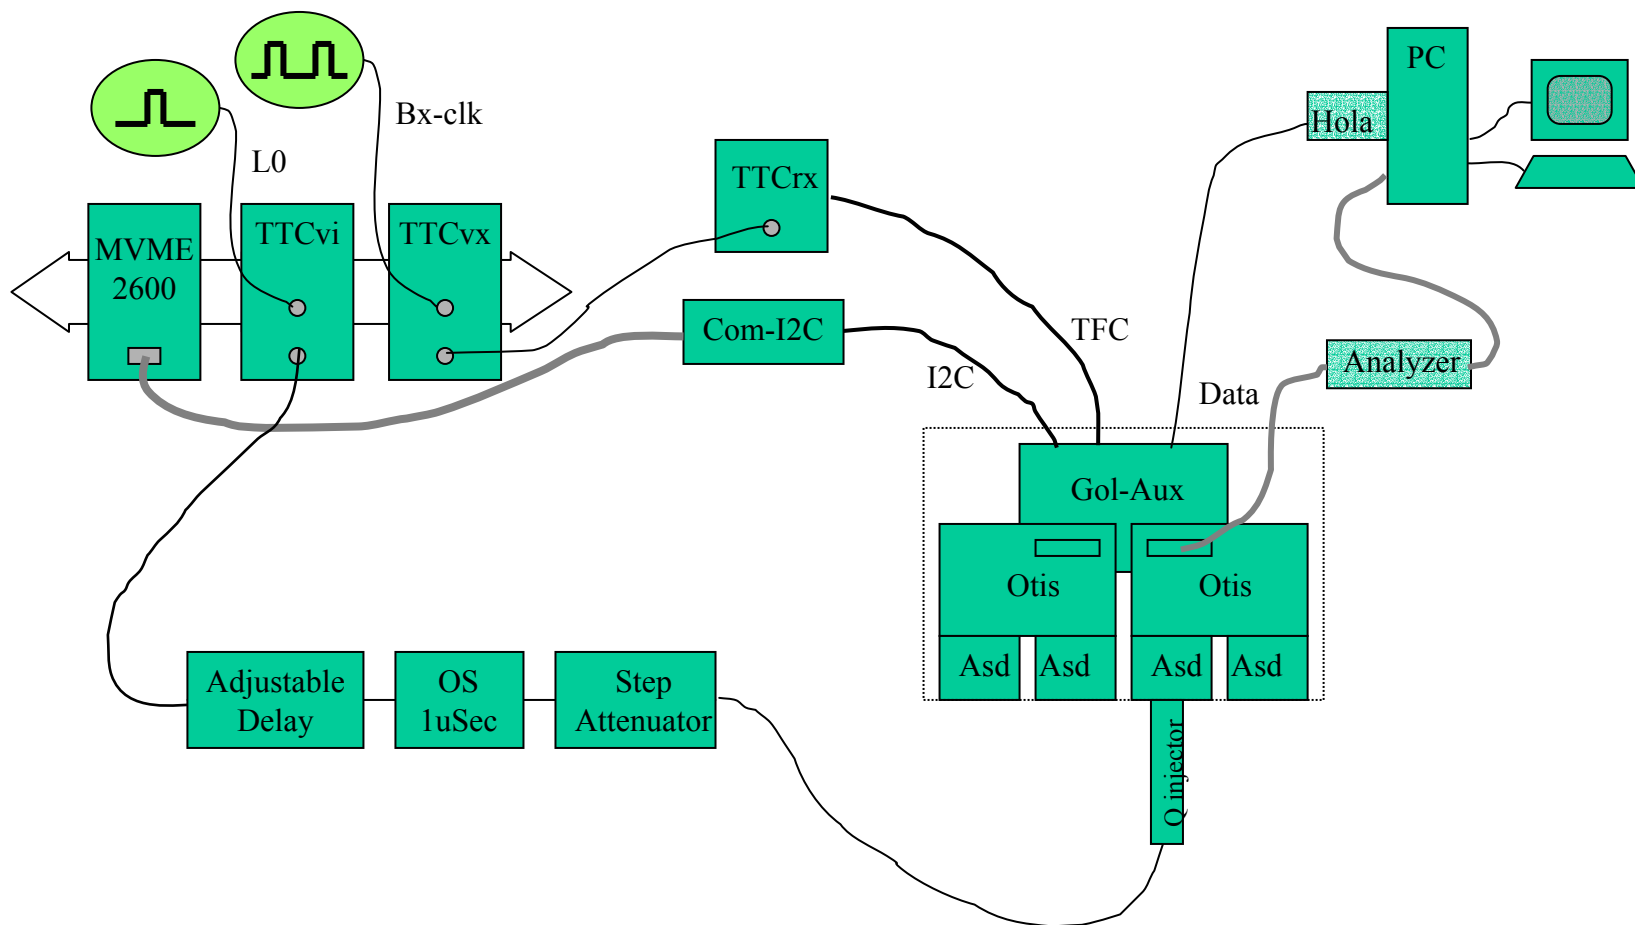 PC
Bx-clk
Hola
L0
TTCrx
MVME
2600
TTCvi
TTCvx
Com-I2C
TFC
I2C
Analyzer
Data
Gol-Aux
Otis
Otis
Asd
Asd
Asd
Asd
Adjustable
Delay
OS
1uSec
Step
Attenuator
Q injector